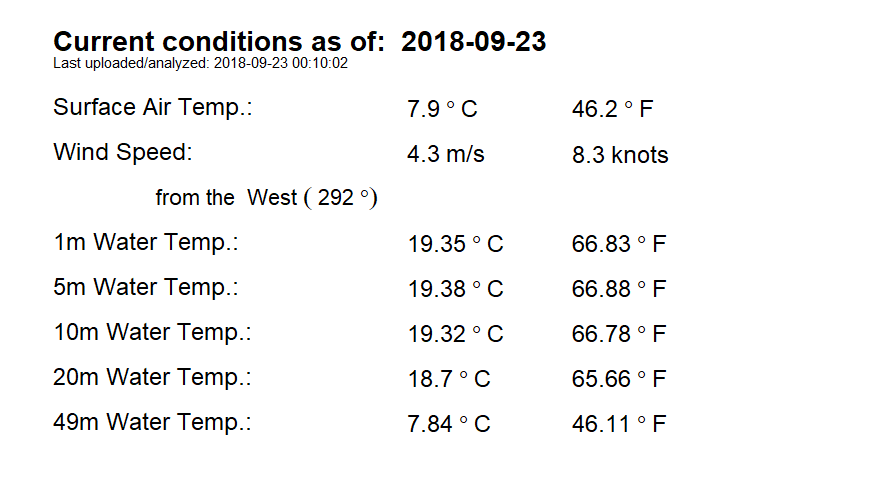 Current conditions as of: 2018-09-23
Last uploaded/analyzed: 2018-09-23 00:10:02
Surface Air Temp.: 7.9 ° C 46.2 ° F
Wind Speed: 4.3 m/s 8.3 knots
from the West ( 292 °)
1m Water Temp.: 19.35 ° C 66.83 ° F
5m Water Temp.: 19.38 ° C 66.88 ° F
10m Water Temp.: 19.32 ° C 66.78 ° F
20m Water Temp.: 18.7 ° C 65.66 ° F
49m Water Temp.: 7.84 ° C 46.11 ° F